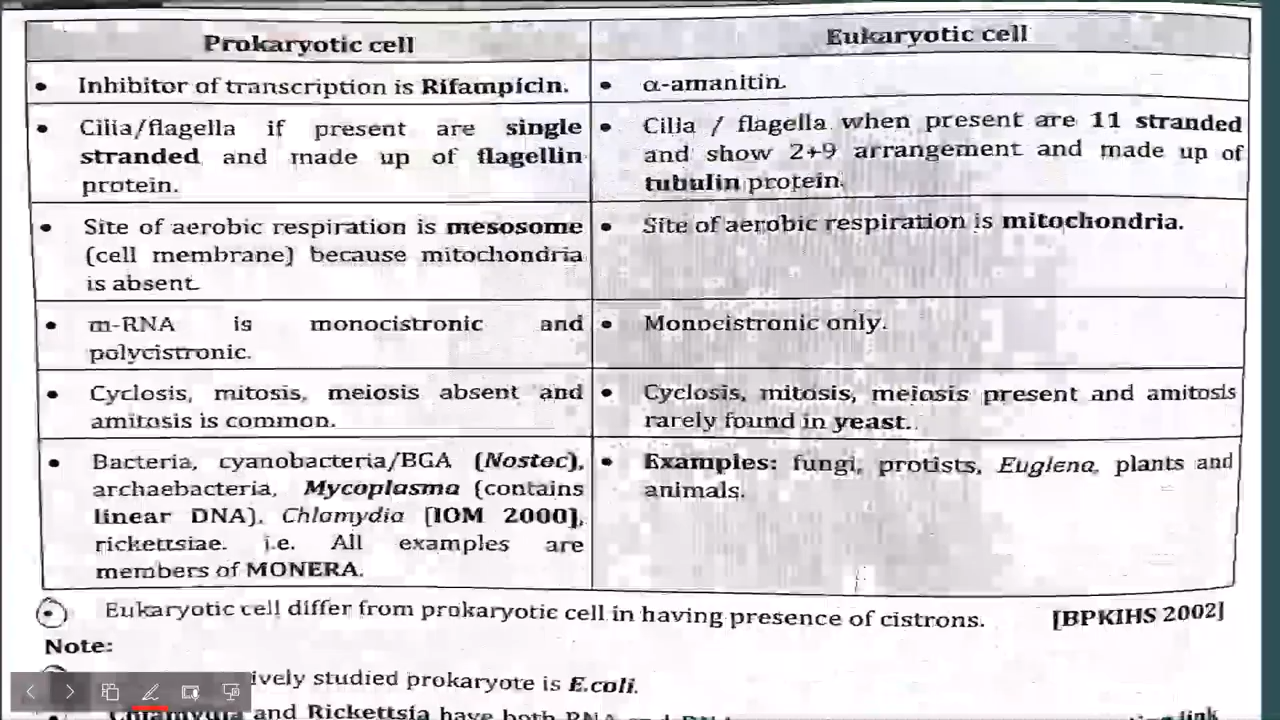 Prokaryotic cell
Eukaryotic cell
• Inhibitor of transcription is Rifampicin.
• α-amanitin.
• Cilia/flagella if present are single
stranded and made up of flagellin
protein.
• Cilia / flagella when present are 11 stranded
and show 2+9 arrangement and made up of
tubulin protein.
• Site of aerobic respiration is mesosome
(cell membrane) because mitochondria
is absent.
• Site of aerobic respiration is mitochondria.
• m-RNA is monocistronic and
polycistronic.
• Monocistronic only.
• Cyclosis, mitosis, meiosis absent and
amitosis is common.
• Cyclosis, mitosis, meiosis present and amitosis
rarely found in yeast.
• Bacteria, cyanobacteria/BGA (Nostoc),
archaebacteria, Mycoplasma (contains
linear DNA), Chlamydia [IOM 2000],
rickettsiae. i.e. All examples are
members of MONERA.
• Examples: fungi, protists, Euglena, plants and
animals.
• Eukaryotic cell differ from prokaryotic cell in having presence of cistrons. [BPKIHS 2002]
Note:
studied prokaryote is E.coli.
and Rickettsia have both RNA and link